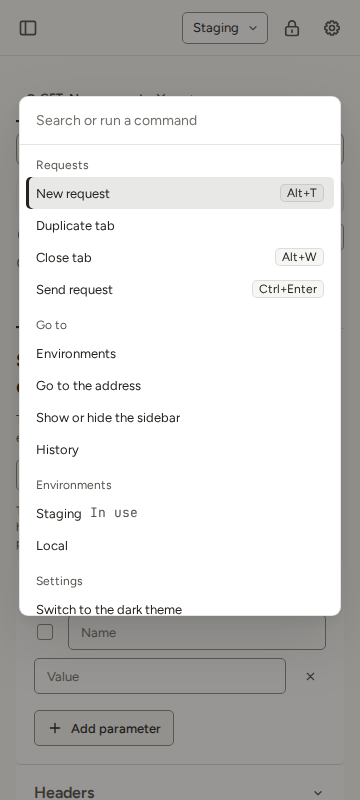 Staging
Search or run a command
Requests
New request Alt+T
Duplicate tab
Close tab Alt+W
Send request Ctrl+Enter
Go to
Environments
Go to the address
Show or hide the sidebar
History
Environments
Staging In use
Local
Settings
Switch to the dark theme
Name
Value
Add parameter
Headers